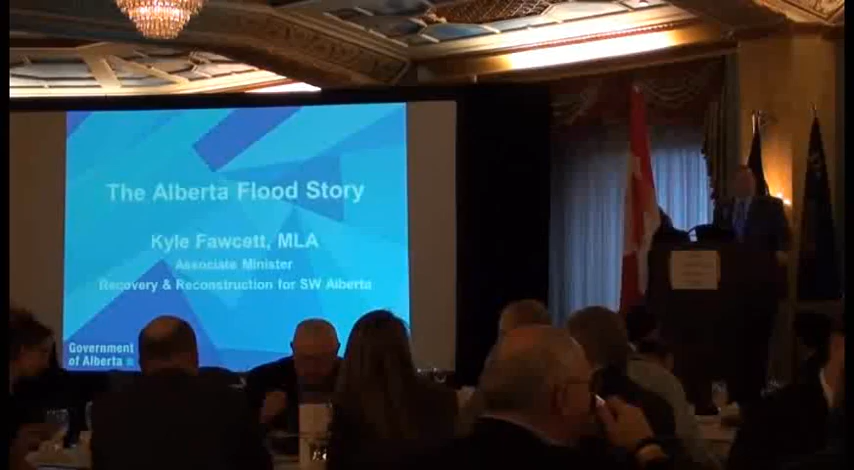 The Alberta Flood Story
Kyle Fawcett, MLA
Associate Minister
Recovery & Reconstruction for SW Alberta
Government
of Alberta